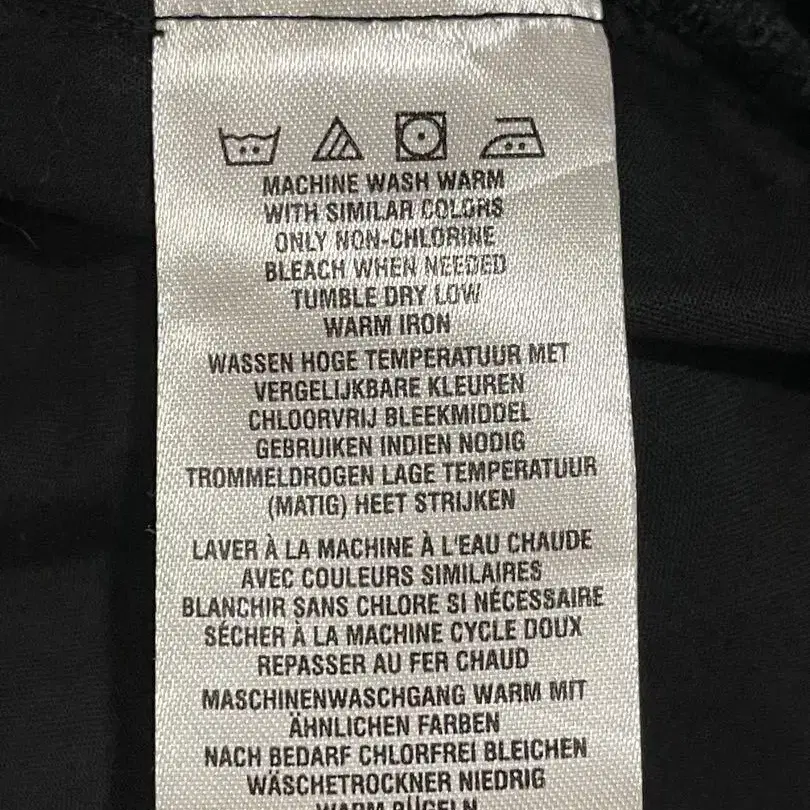 MACHINE WASH WARM
WITH SIMILAR COLORS
ONLY NON-CHLORINE
BLEACH WHEN NEEDED
TUMBLE DRY LOW
WARM IRON
WASSEN HOGE TEMPERATUUR MET
VERGELIJKBARE KLEUREN
CHLOORVRIJ BLEEKMIDDEL
GEBRUIKEN INDIEN NODIG
TROMMELDROGEN LAGE TEMPERATUUR
(MATIG) HEET STRIJKEN
LAVER À LA MACHINE À L'EAU CHAUDE
AVEC COULEURS SIMILAIRES
BLANCHIR SANS CHLORE SI NÉCESSAIRE
SÉCHER À LA MACHINE CYCLE DOUX
REPASSER AU FER CHAUD
MASCHINENWASCHGANG WARM MIT
ÄHNLICHEN FARBEN
NACH BEDARF CHLORFREI BLEICHEN
WÄSCHETROCKNER NIEDRIG
WARM BÜGELN